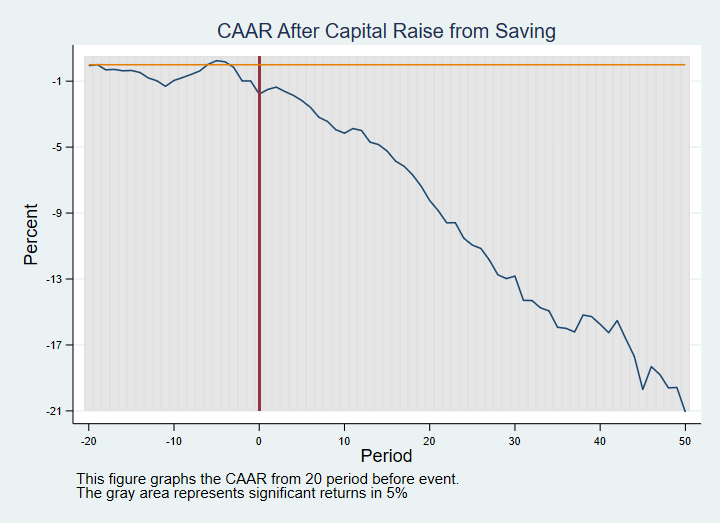 CAAR After Capital Raise from Saving
-1
-5
-9
-13
-17
-21
Percent
-20 -10 0 10 20 30 40 50
Period
This figure graphs the CAAR from 20 period before event.
The gray area represents significant returns in 5%